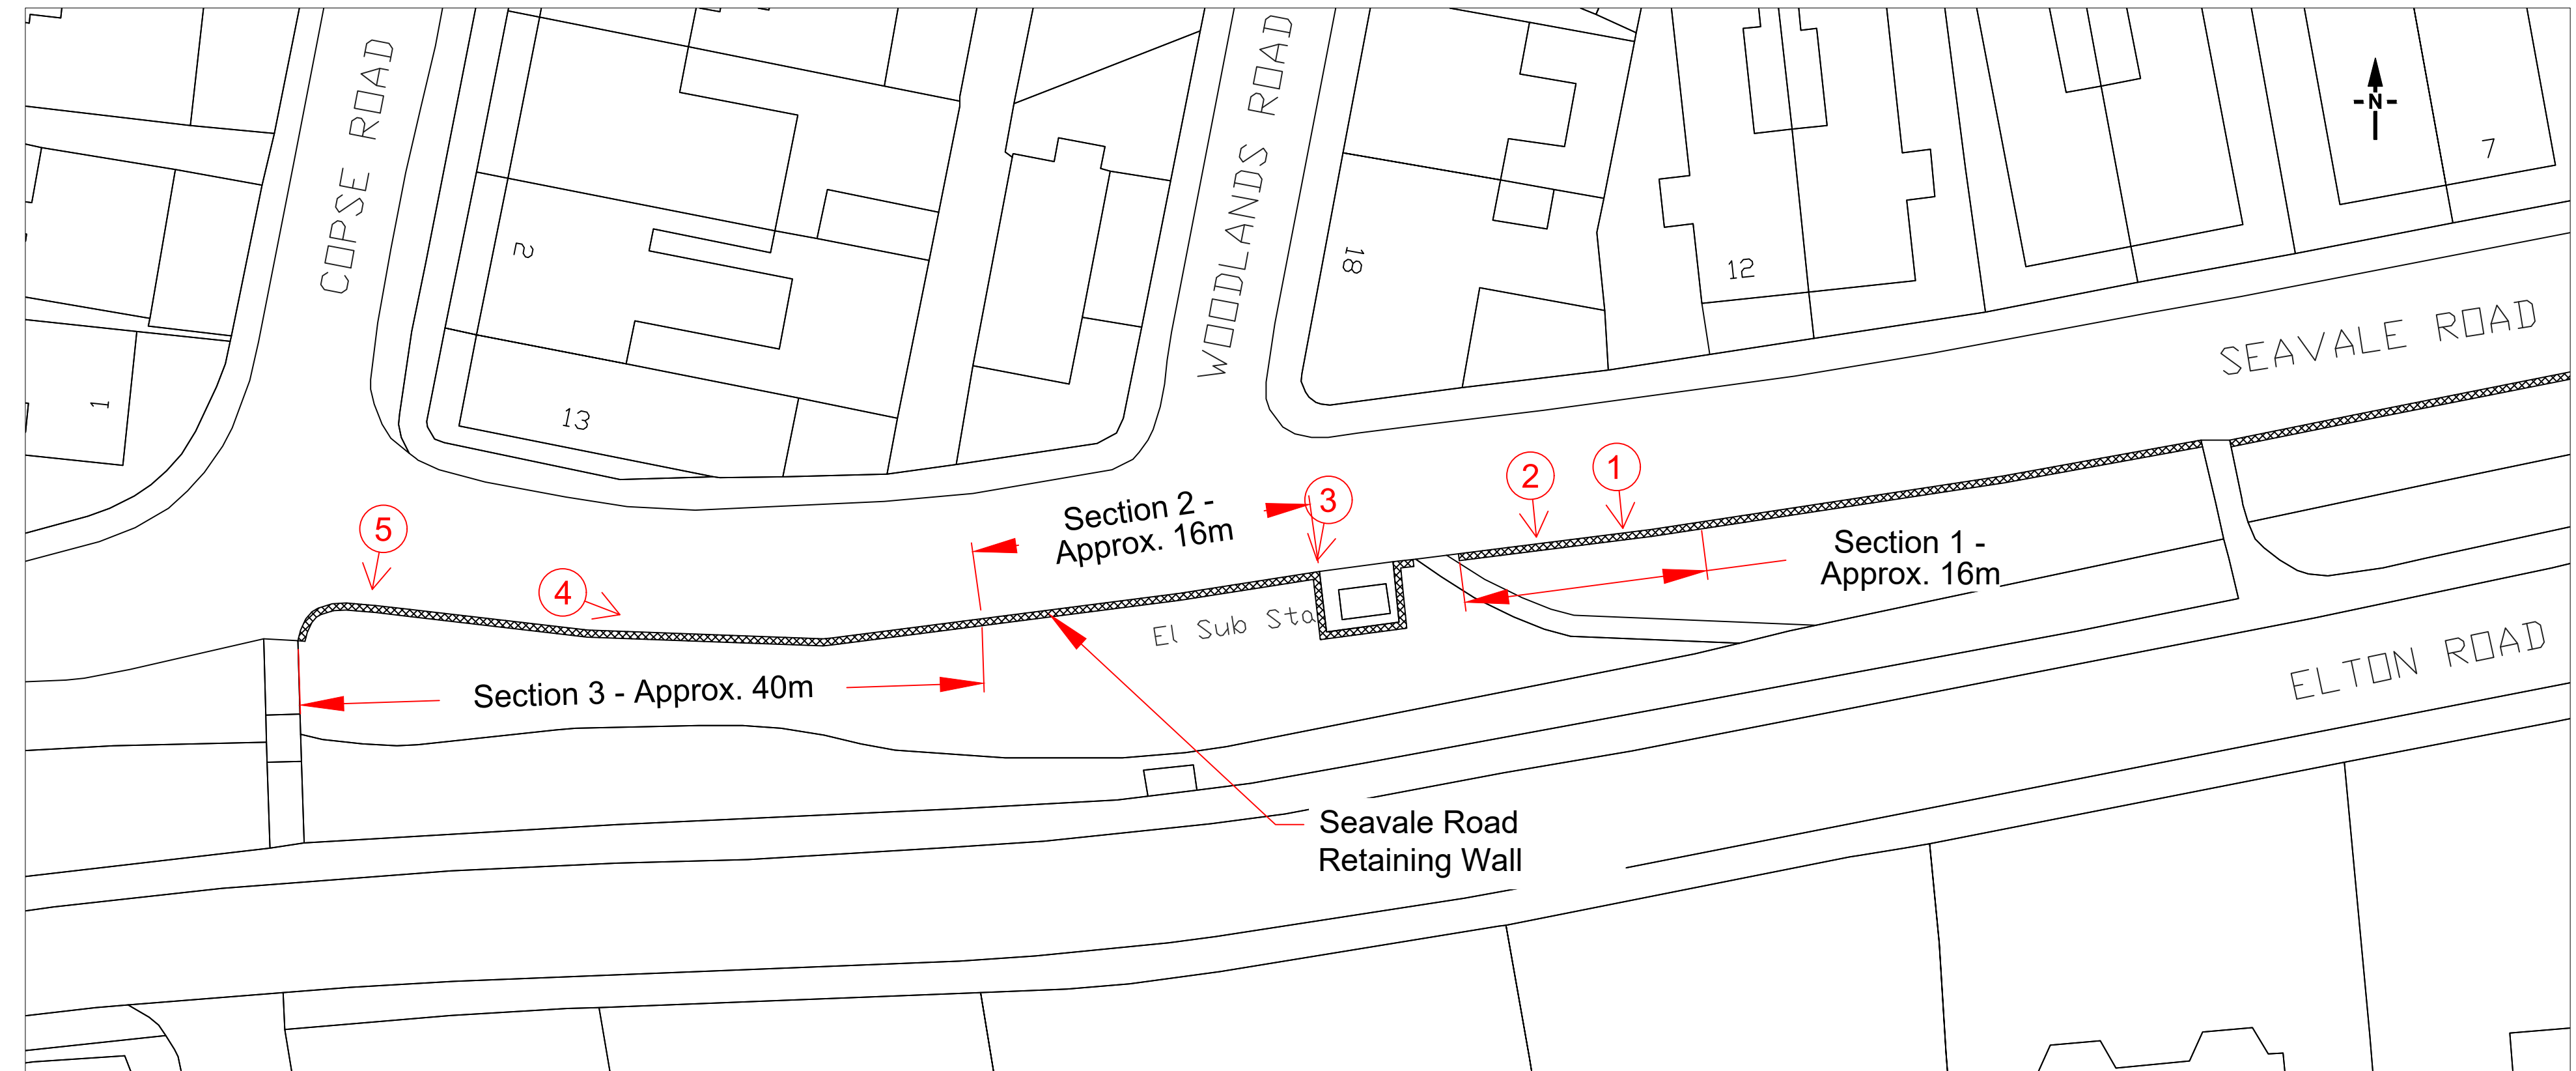 COPSE ROAD
WOODLANDS ROAD
N
7
2
18
12
SEAVALE ROAD
1
13
5
4
Section 2 -
Approx. 16m
3
2
1
Section 1 -
Approx. 16m
El Sub Sta
Section 3 - Approx. 40m
ELTON ROAD
Seavale Road
Retaining Wall